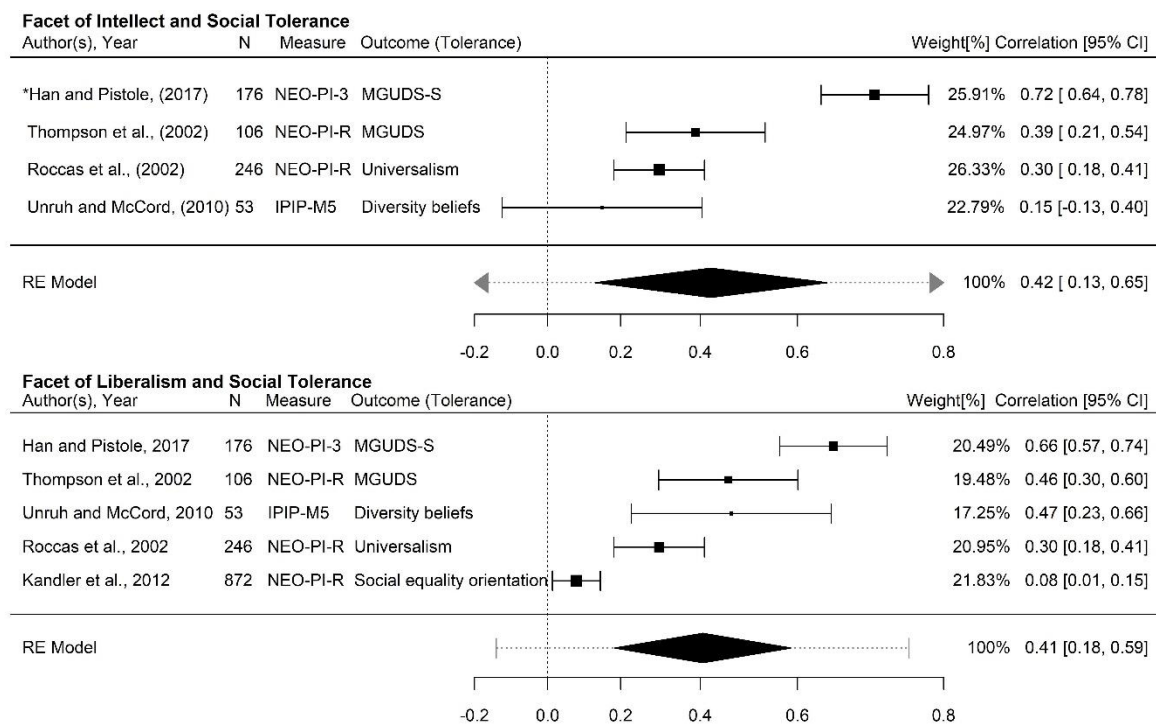 Facet of Intellect and Social Tolerance
Author(s), Year N Measure Outcome (Tolerance) Weight[%] Correlation [95% CI]
*Han and Pistole, (2017) 176 NEO-PI-3 MGUDS-S 25.91% 0.72 [ 0.64, 0.78]
Thompson et al., (2002) 106 NEO-PI-R MGUDS 24.97% 0.39 [ 0.21, 0.54]
Roccas et al., (2002) 246 NEO-PI-R Universalism 26.33% 0.30 [ 0.18, 0.41]
Unruh and McCord, (2010) 53 IPIP-M5 Diversity beliefs 22.79% 0.15 [-0.13, 0.40]
RE Model 100% 0.42 [ 0.13, 0.65]
-0.2 0.0 0.2 0.4 0.6 0.8
Facet of Liberalism and Social Tolerance
Author(s), Year N Measure Outcome (Tolerance) Weight[%] Correlation [95% CI]
Han and Pistole, 2017 176 NEO-PI-3 MGUDS-S 20.49% 0.66 [0.57, 0.74]
Thompson et al., 2002 106 NEO-PI-R MGUDS 19.48% 0.46 [0.30, 0.60]
Unruh and McCord, 2010 53 IPIP-M5 Diversity beliefs 17.25% 0.47 [0.23, 0.66]
Roccas et al., 2002 246 NEO-PI-R Universalism 20.95% 0.30 [0.18, 0.41]
Kandler et al., 2012 872 NEO-PI-R Social equality orientation 21.83% 0.08 [0.01, 0.15]
RE Model 100% 0.41 [0.18, 0.59]
-0.2 0.0 0.2 0.4 0.6 0.8